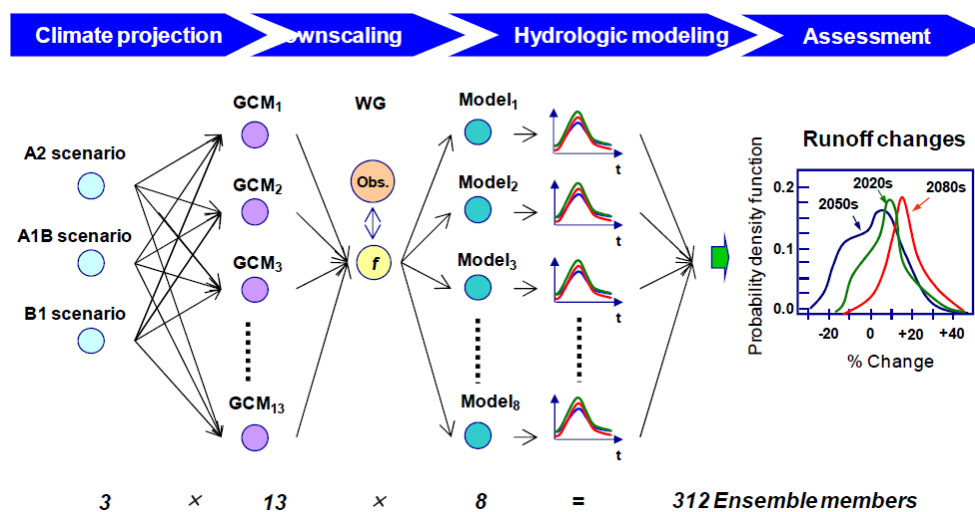 Climate projection
ownscaling
Hydrologic modeling
Assessment
GCM1
WG
Model1
t
A2 scenario
Obs.
GCM2
Model2
t
A1B scenario
f
GCM3
Model3
t
B1 scenario
GCM13
Model8
t
Runoff changes
Probability density function
0.2
0.1
0.0
2020s
2050s
2080s
-20 0 +20 +40
% Change
3 × 13 × 8 = 312 Ensemble members